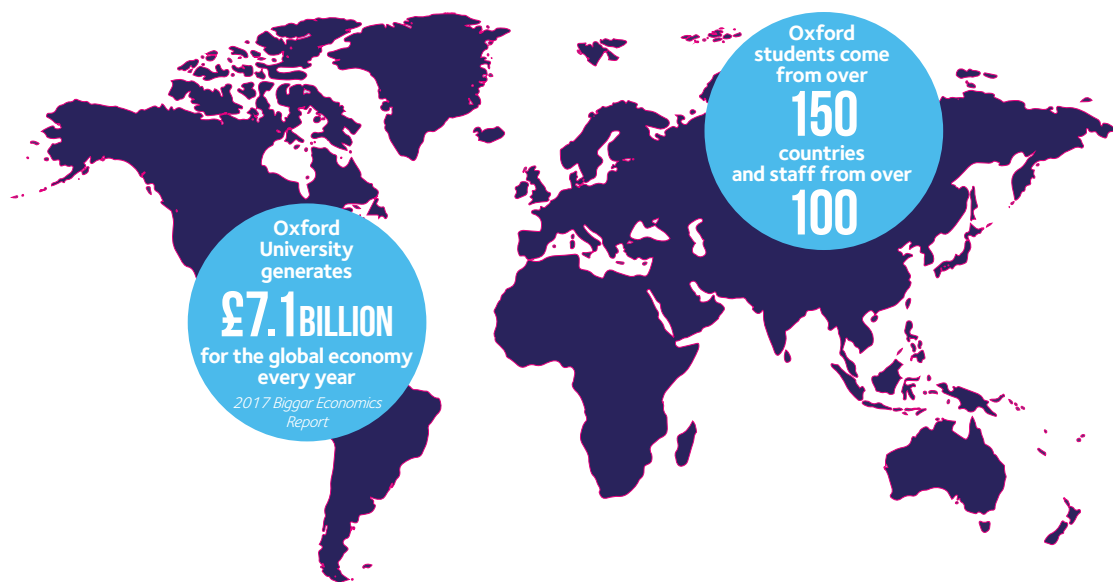 Oxford
students come
from over
150
countries
and staff from over
100
Oxford
University
generates
£7.1BILLION
for the global economy
every year
2017 Biggar Economics
Report